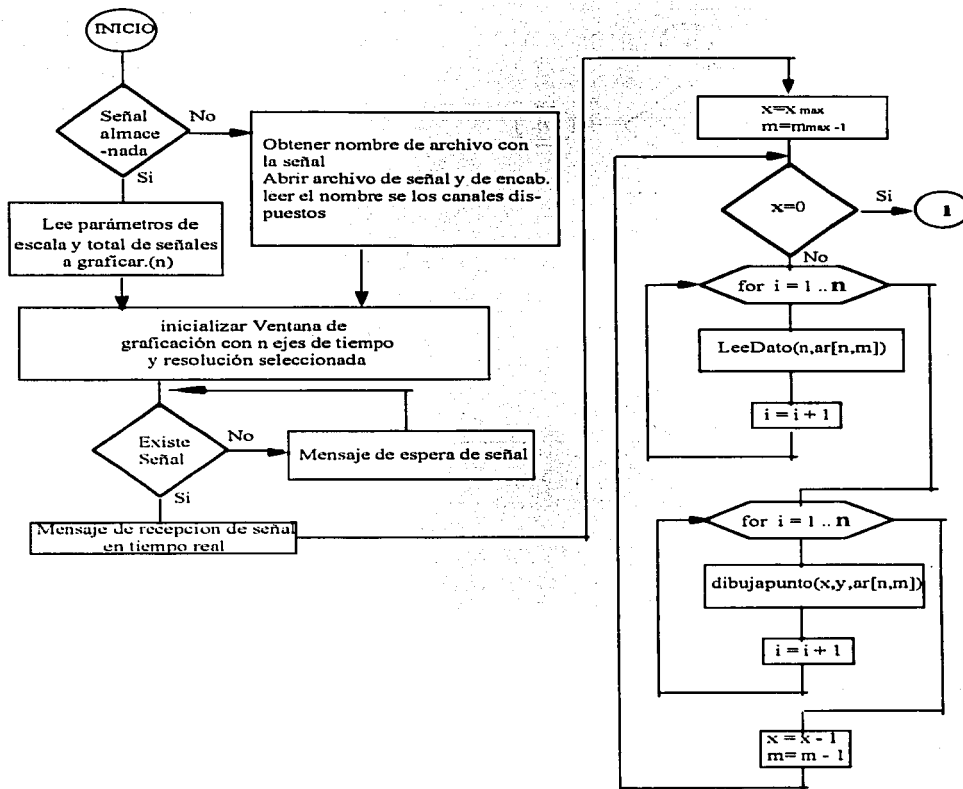 INICIO
Señal
almace
-nada
No
Si
Obtener nombre de archivo con
la señal
Abrir archivo de señal y de encab.
leer el nombre se los canales dis-
puestos
Lee parámetros de
escala y total de señales
a graficar.(n)
inicializar Ventana de
graficación con n ejes de tiempo
y resolución seleccionada
Existe
Señal
No
Mensaje de espera de señal
Si
Mensaje de recepcion de señal
en tiempo real
x=x max
m=mmax -1
x=0
Si
1
No
for i = 1 .. n
LeeDato(n,ar[n,m])
i = i + 1
for i = 1 .. n
dibujapunto(x,y,ar[n,m])
i = i + 1
x = x - 1
m= m - 1